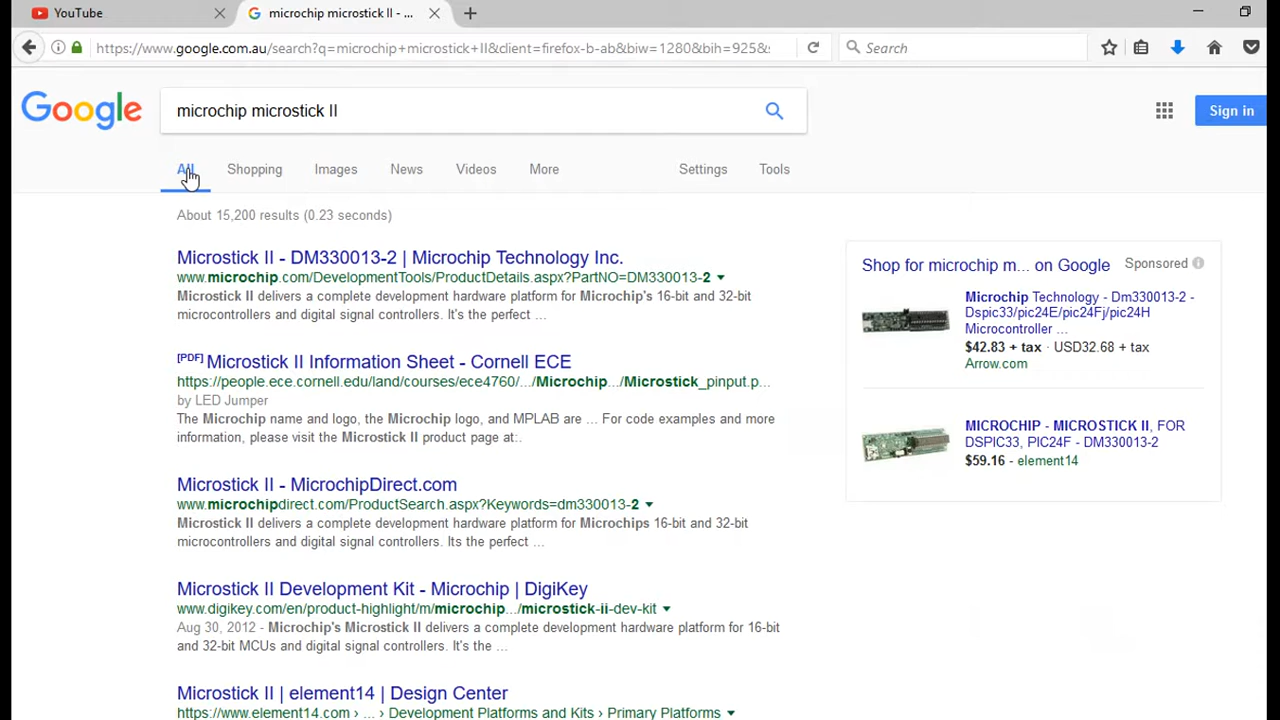 YouTube
microchip microstick II - ...
https://www.google.com.au/search?q=microchip+microstick+II&client=firefox-b-ab&biw=1280&bih=925&s
Search
Google
microchip microstick II
Sign in
All Shopping Images News Videos More Settings Tools
About 15,200 results (0.23 seconds)
Microstick II - DM330013-2 | Microchip Technology Inc.
www.microchip.com/DevelopmentTools/ProductDetails.aspx?PartNO=DM330013-2
Microstick II delivers a complete development hardware platform for Microchip's 16-bit and 32-bit
microcontrollers and digital signal controllers. It's the perfect ...
[PDF] Microstick II Information Sheet - Cornell ECE
https://people.ece.cornell.edu/land/courses/ece4760/.../Microchip.../Microstick_pinput.p...
by LED Jumper
The Microchip name and logo, the Microchip logo, and MPLAB are ... For code examples and more
information, please visit the Microstick II product page at:.
Microstick II - MicrochipDirect.com
www.microchipdirect.com/ProductSearch.aspx?Keywords=dm330013-2
Microstick II delivers a complete development hardware platform for Microchips 16-bit and 32-bit
microcontrollers and digital signal controllers. Its the perfect ...
Microstick II Development Kit - Microchip | DigiKey
www.digikey.com/en/product-highlight/m/microchip.../microstick-ii-dev-kit
Aug 30, 2012 - Microchip's Microstick II delivers a complete development hardware platform for 16-bit
and 32-bit MCUs and digital signal controllers. It's the ...
Microstick II | element14 | Design Center
https://www.element14.com › ... › Development Platforms and Kits › Primary Platforms
Shop for microchip m... on Google
Sponsored
Microchip Technology - Dm330013-2 -
Dspic33/pic24E/pic24Fj/pic24H
Microcontroller ...
$42.83 + tax · USD32.68 + tax
Arrow.com
MICROCHIP - MICROSTICK II, FOR
DSPIC33, PIC24F - DM330013-2
$59.16 - element14